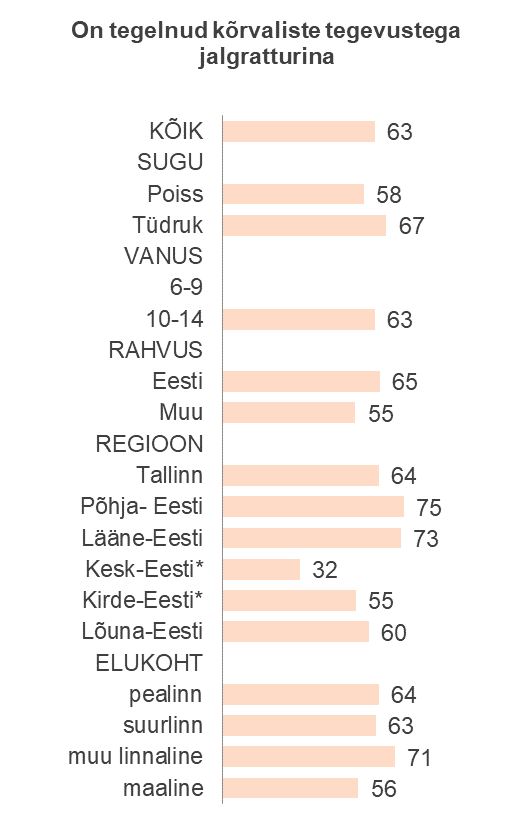 On tegelnud kõrvaliste tegevustega
jalgratturina
KÕIK 63
SUGU
Poiss 58
Tüdruk 67
VANUS
6-9
10-14 63
RAHVUS
Eesti 65
Muu 55
REGIOON
Tallinn 64
Põhja- Eesti 75
Lääne-Eesti 73
Kesk-Eesti* 32
Kirde-Eesti* 55
Lõuna-Eesti 60
ELUKOHT
pealinn 64
suurlinn 63
muu linnaline 71
maaline 56